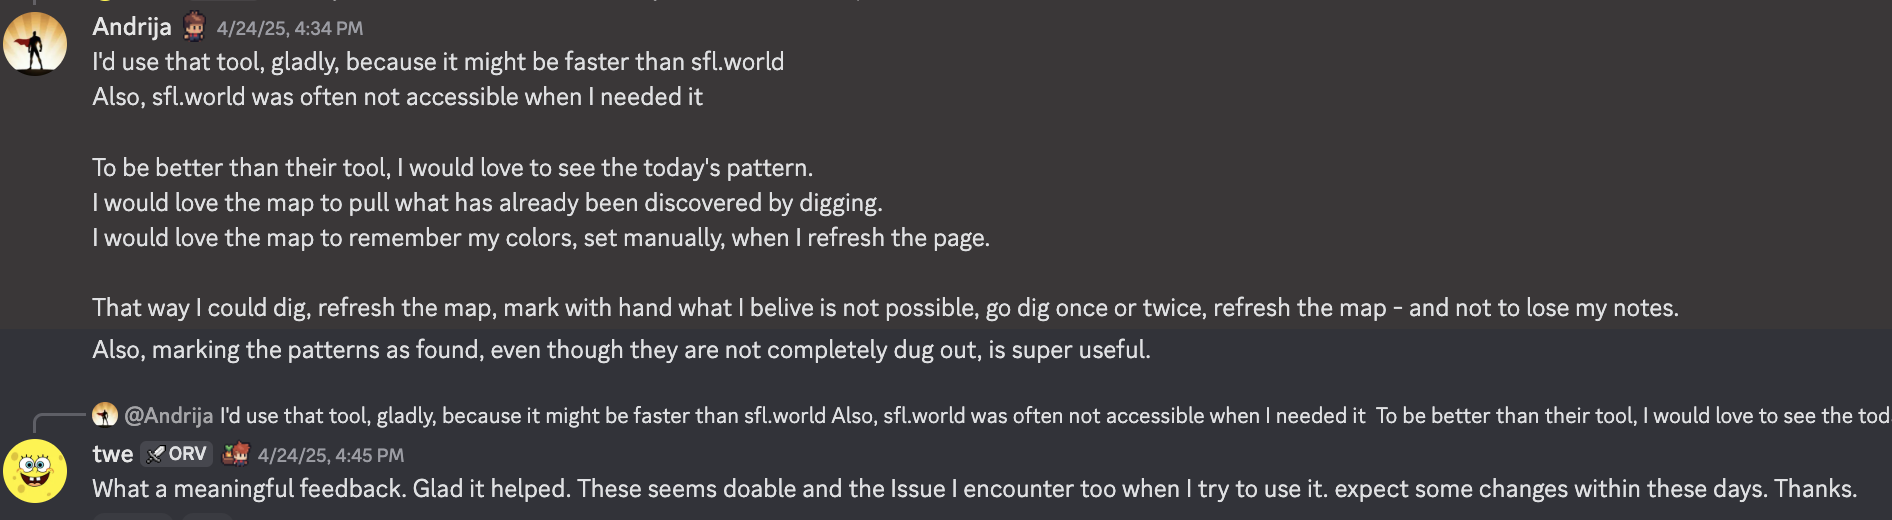 Andrija 4/24/25, 4:34 PM
I'd use that tool, gladly, because it might be faster than sfl.world
Also, sfl.world was often not accessible when I needed it
To be better than their tool, I would love to see the today's pattern.
I would love the map to pull what has already been discovered by digging.
I would love the map to remember my colors, set manually, when I refresh the page.
That way I could dig, refresh the map, mark with hand what I belive is not possible, go dig once or twice, refresh the map - and not to lose my notes.
Also, marking the patterns as found, even though they are not completely dug out, is super useful.
@Andrija I'd use that tool, gladly, because it might be faster than sfl.world Also, sfl.world was often not accessible when I needed it To be better than their tool, I would love to see the tod
twe ORV 4/24/25, 4:45 PM
What a meaningful feedback. Glad it helped. These seems doable and the Issue I encounter too when I try to use it. expect some changes within these days. Thanks.